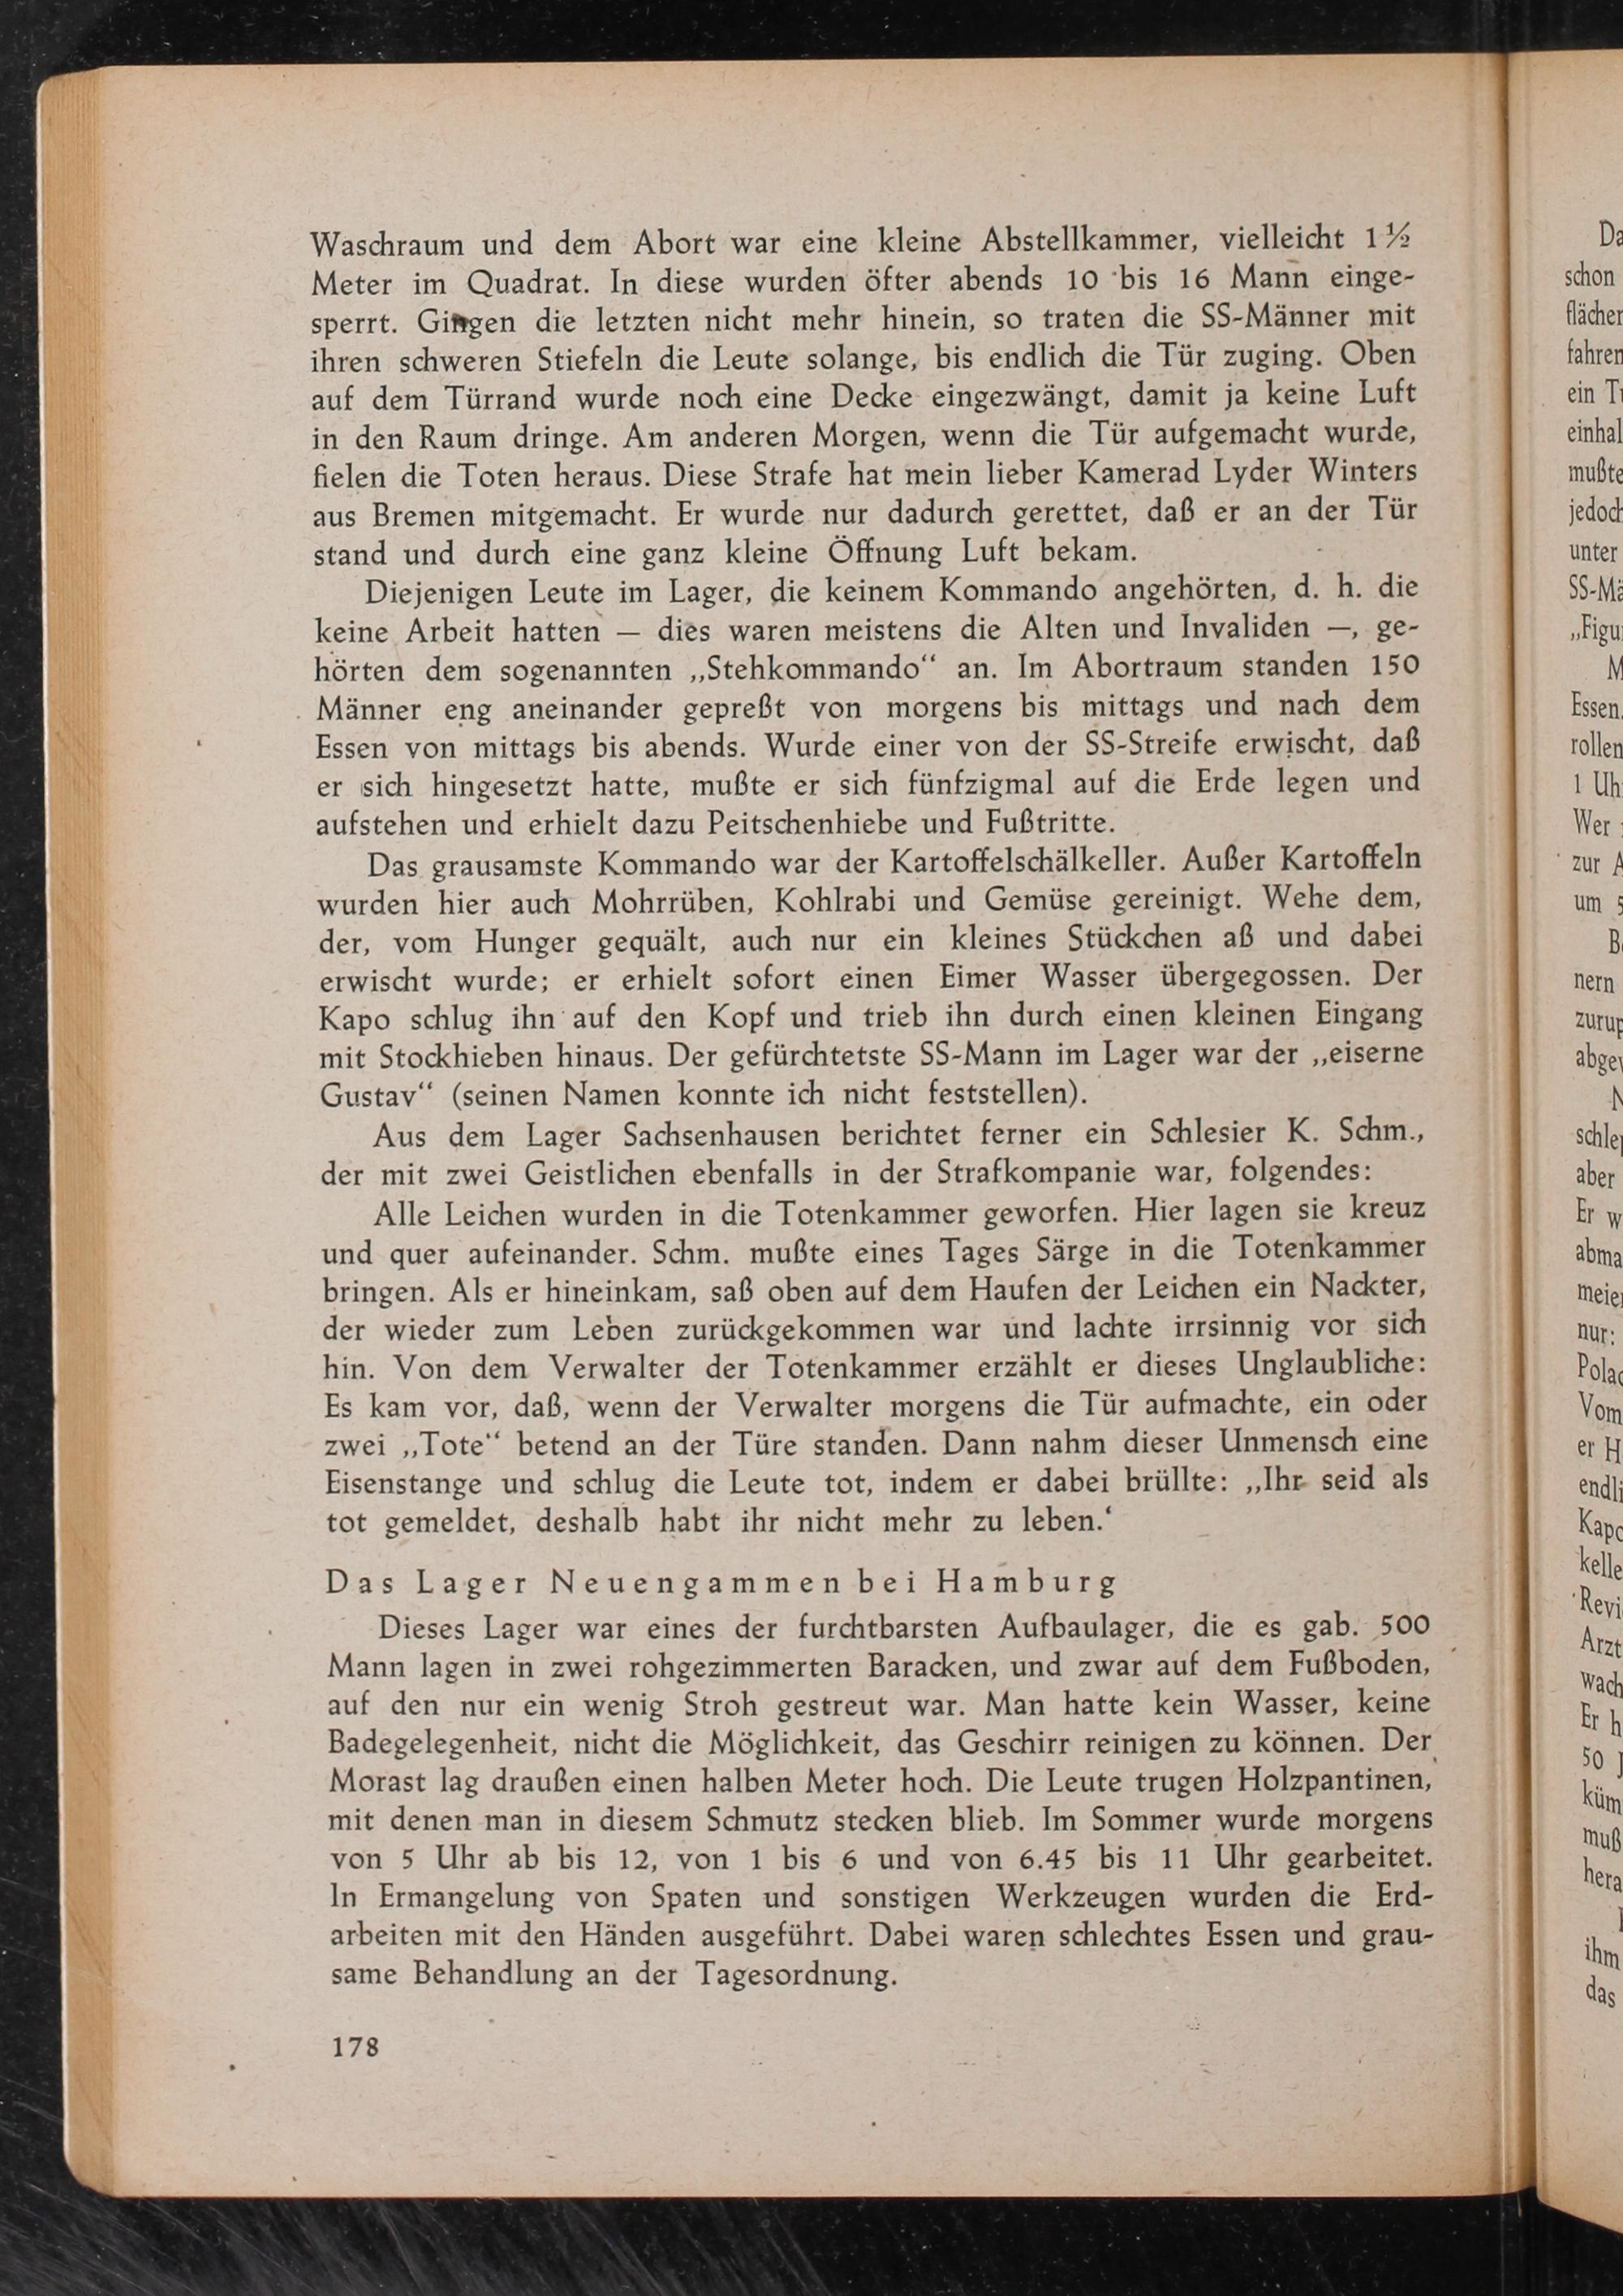 Waschraum und dem Abort war eine kleine Abstellkammer, vielleicht 1½
Meter im Quadrat. In diese wurden öfter abends 10 bis 16 Mann einge-
sperrt. Gingen die letzten nicht mehr hinein, so traten die SS-Männer mit
ihren schweren Stiefeln die Leute solange, bis endlich die Tür zuging. Oben
auf dem Türrand wurde noch eine Decke eingezwängt, damit ja keine Luft
in den Raum dringe. Am anderen Morgen, wenn die Tür aufgemacht wurde,
fielen die Toten heraus. Diese Strafe hat mein lieber Kamerad Lyder Winters
aus Bremen mitgemacht. Er wurde nur dadurch gerettet, daß er an der Tür
stand und durch eine ganz kleine Öffnung Luft bekam.
Diejenigen Leute im Lager, die keinem Kommando angehörten, d. h. die
keine Arbeit hatten — dies waren meistens die Alten und Invaliden —, ge-
hörten dem sogenannten „Stehkommando“ an. Im Abortraum standen 150
Männer eng aneinander gepreßt von morgens bis mittags und nach dem
Essen von mittags bis abends. Wurde einer von der SS-Streife erwischt, daß
er sich hingesetzt hatte, mußte er sich fünfzigmal auf die Erde legen und
aufstehen und erhielt dazu Peitschenhiebe und Fußtritte.
Das grausamste Kommando war der Kartoffelschälkeller. Außer Kartoffeln
wurden hier auch Mohrrüben, Kohlrabi und Gemüse gereinigt. Wehe dem,
der, vom Hunger gequält, auch nur ein kleines Stückchen aß und dabei
erwischt wurde; er erhielt sofort einen Eimer Wasser übergegossen. Der
Kapo schlug ihn auf den Kopf und trieb ihn durch einen kleinen Eingang
mit Stockhieben hinaus. Der gefürchtetste SS-Mann im Lager war der „eiserne
Gustav“ (seinen Namen konnte ich nicht feststellen).
Aus dem Lager Sachsenhausen berichtet ferner ein Schlesier K. Schm.,
der mit zwei Geistlichen ebenfalls in der Strafkompanie war, folgendes:
Alle Leichen wurden in die Totenkammer geworfen. Hier lagen sie kreuz
und quer aufeinander. Schm. mußte eines Tages Särge in die Totenkammer
bringen. Als er hineinkam, saß oben auf dem Haufen der Leichen ein Nackter,
der wieder zum Leben zurückgekommen war und lachte irrsinnig vor sich
hin. Von dem Verwalter der Totenkammer erzählt er dieses Unglaubliche:
Es kam vor, daß, wenn der Verwalter morgens die Tür aufmachte, ein oder
zwei „Tote“ betend an der Türe standen. Dann nahm dieser Unmensch eine
Eisenstange und schlug die Leute tot, indem er dabei brüllte: „Ihr seid als
tot gemeldet, deshalb habt ihr nicht mehr zu leben.‘
Das Lager Neuengammen bei Hamburg
Dieses Lager war eines der furchtbarsten Aufbaulager, die es gab. 500
Mann lagen in zwei rohgezimmerten Baracken, und zwar auf dem Fußboden,
auf den nur ein wenig Stroh gestreut war. Man hatte kein Wasser, keine
Badegelegenheit, nicht die Möglichkeit, das Geschirr reinigen zu können. Der
Morast lag draußen einen halben Meter hoch. Die Leute trugen Holzpantinen,
mit denen man in diesem Schmutz stecken blieb. Im Sommer wurde morgens
von 5 Uhr ab bis 12, von 1 bis 6 und von 6.45 bis 11 Uhr gearbeitet.
In Ermangelung von Spaten und sonstigen Werkzeugen wurden die Erd-
arbeiten mit den Händen ausgeführt. Dabei waren schlechtes Essen und grau-
same Behandlung an der Tagesordnung.
178